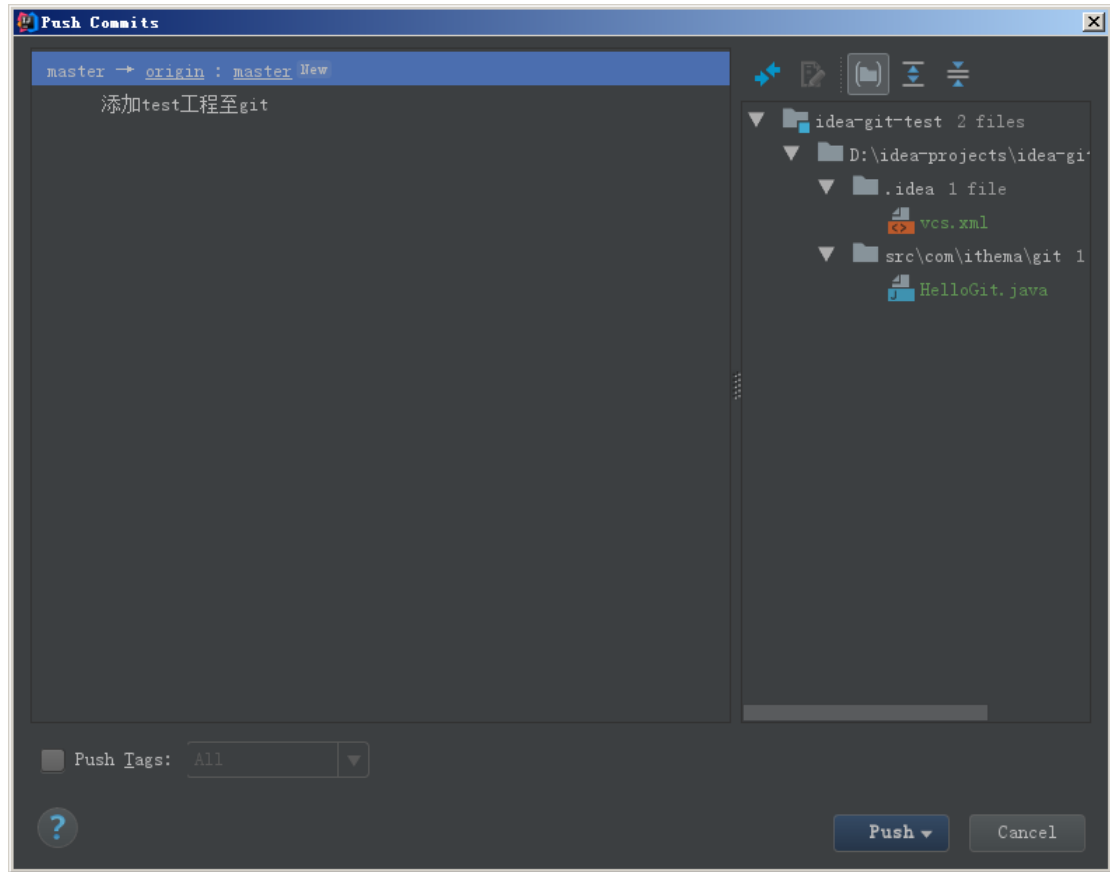 Push Commits
master → origin : master New
添加test工程至git
idea-git-test 2 files
D:\idea-projects\idea-gi
.idea 1 file
vcs.xml
src\com\ithema\git 1
HelloGit.java
Push Tags: All
?
Push Cancel